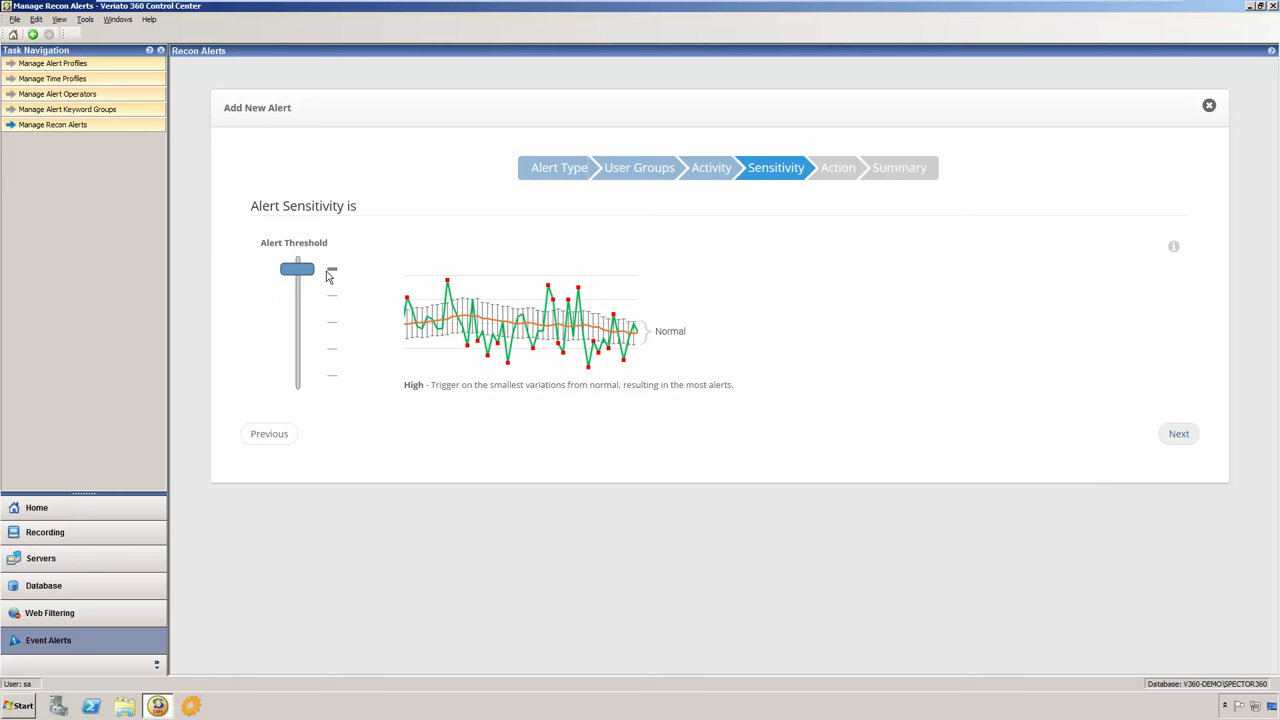 Manage Recon Alerts - Veriato 360 Control Center
File Edit View Tools Windows Help
Task Navigation
Recon Alerts
Manage Alert Profiles
Manage Time Profiles
Manage Alert Operators
Manage Alert Keyword Groups
Manage Recon Alerts
Add New Alert
Alert Type User Groups Activity Sensitivity Action Summary
Alert Sensitivity is
Alert Threshold
Normal
High - Trigger on the smallest variations from normal, resulting in the most alerts.
Previous
Next
Home
Recording
Servers
Database
Web Filtering
Event Alerts
User: sa
Database: V360-DEMO\SPECTOR360
Start